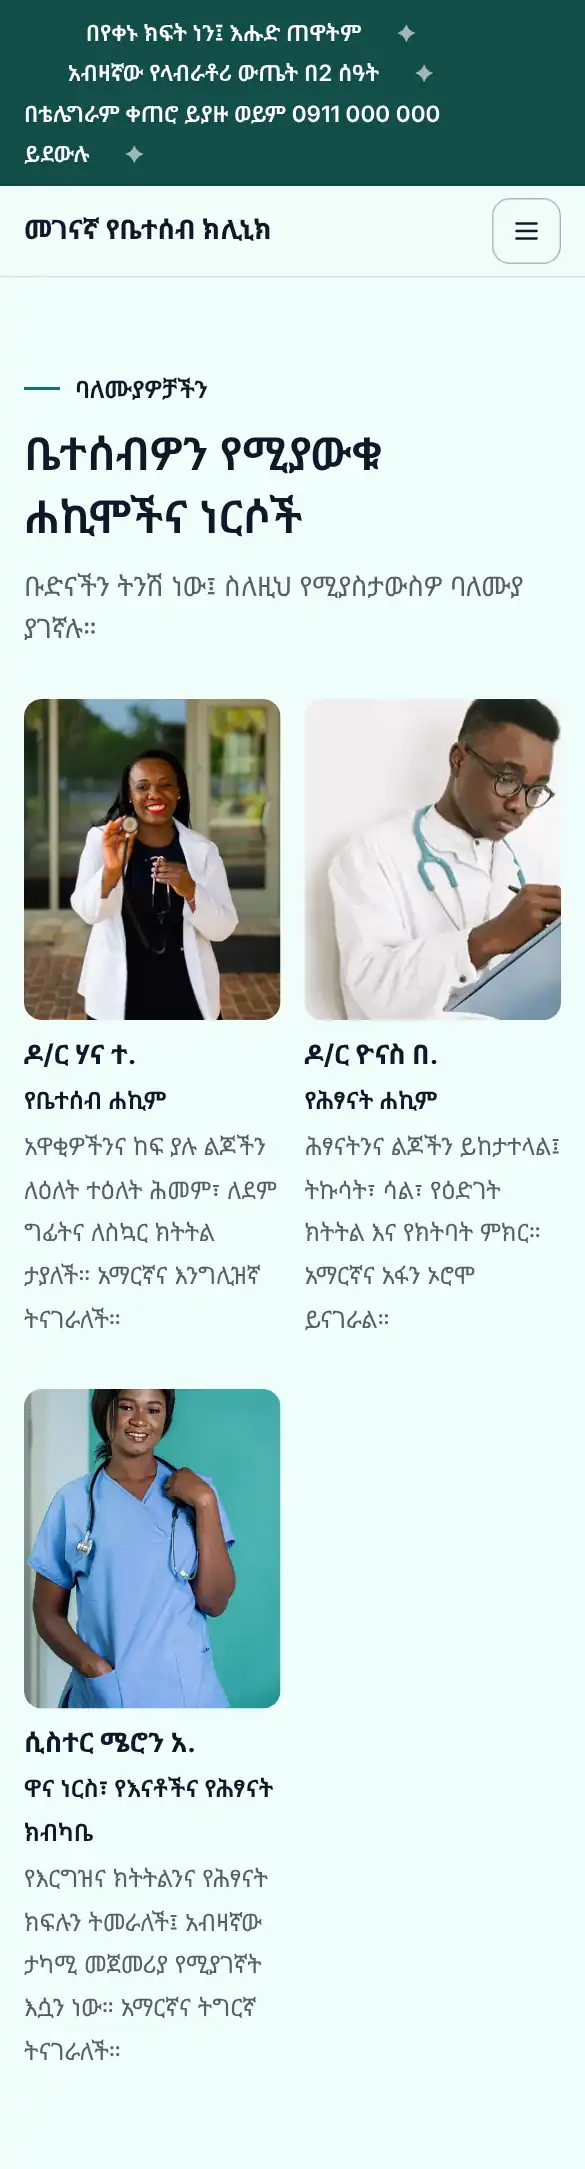 በየቀኑ ክፍት ነን፤ እሑድ ጠዋትም
አብዛኛው የላብራቶሪ ውጤት በ2 ሰዓት
በቴሌግራም ቀጠሮ ይያዙ ወይም 0911 000 000
ይደውሉ
መገናኛ የቤተሰብ ክሊኒክ
ባለሙያዎቻችን
ቤተሰብዎን የሚያውቁ
ሐኪሞችና ነርሶች
ቡድናችን ትንሽ ነው፤ ስለዚህ የሚያስታውስዎ ባለሙያ
ያገኛሉ።
ዶ/ር ሃና ተ.
የቤተሰብ ሐኪም
አዋቂዎችንና ከፍ ያሉ ልጆችን
ለዕለት ተዕለት ሕመም፣ ለደም
ግፊትና ለስኳር ክትትል
ታያለች። አማርኛና እንግሊዝኛ
ትናገራለች።
ዶ/ር ዮናስ በ.
የሕፃናት ሐኪም
ሕፃናትንና ልጆችን ይከታተላል፤
ትኩሳት፣ ሳል፣ የዕድገት
ክትትል እና የክትባት ምክር።
አማርኛና አፋን ኦሮሞ
ይናገራል።
ሲስተር ሜሮን አ.
ዋና ነርስ፣ የእናቶችና የሕፃናት
ክብካቤ
የእርግዝና ክትትልንና የሕፃናት
ክፍሉን ትመራለች፤ አብዛኛው
ታካሚ መጀመሪያ የሚያገኛት
እሷን ነው። አማርኛና ትግርኛ
ትናገራለች።